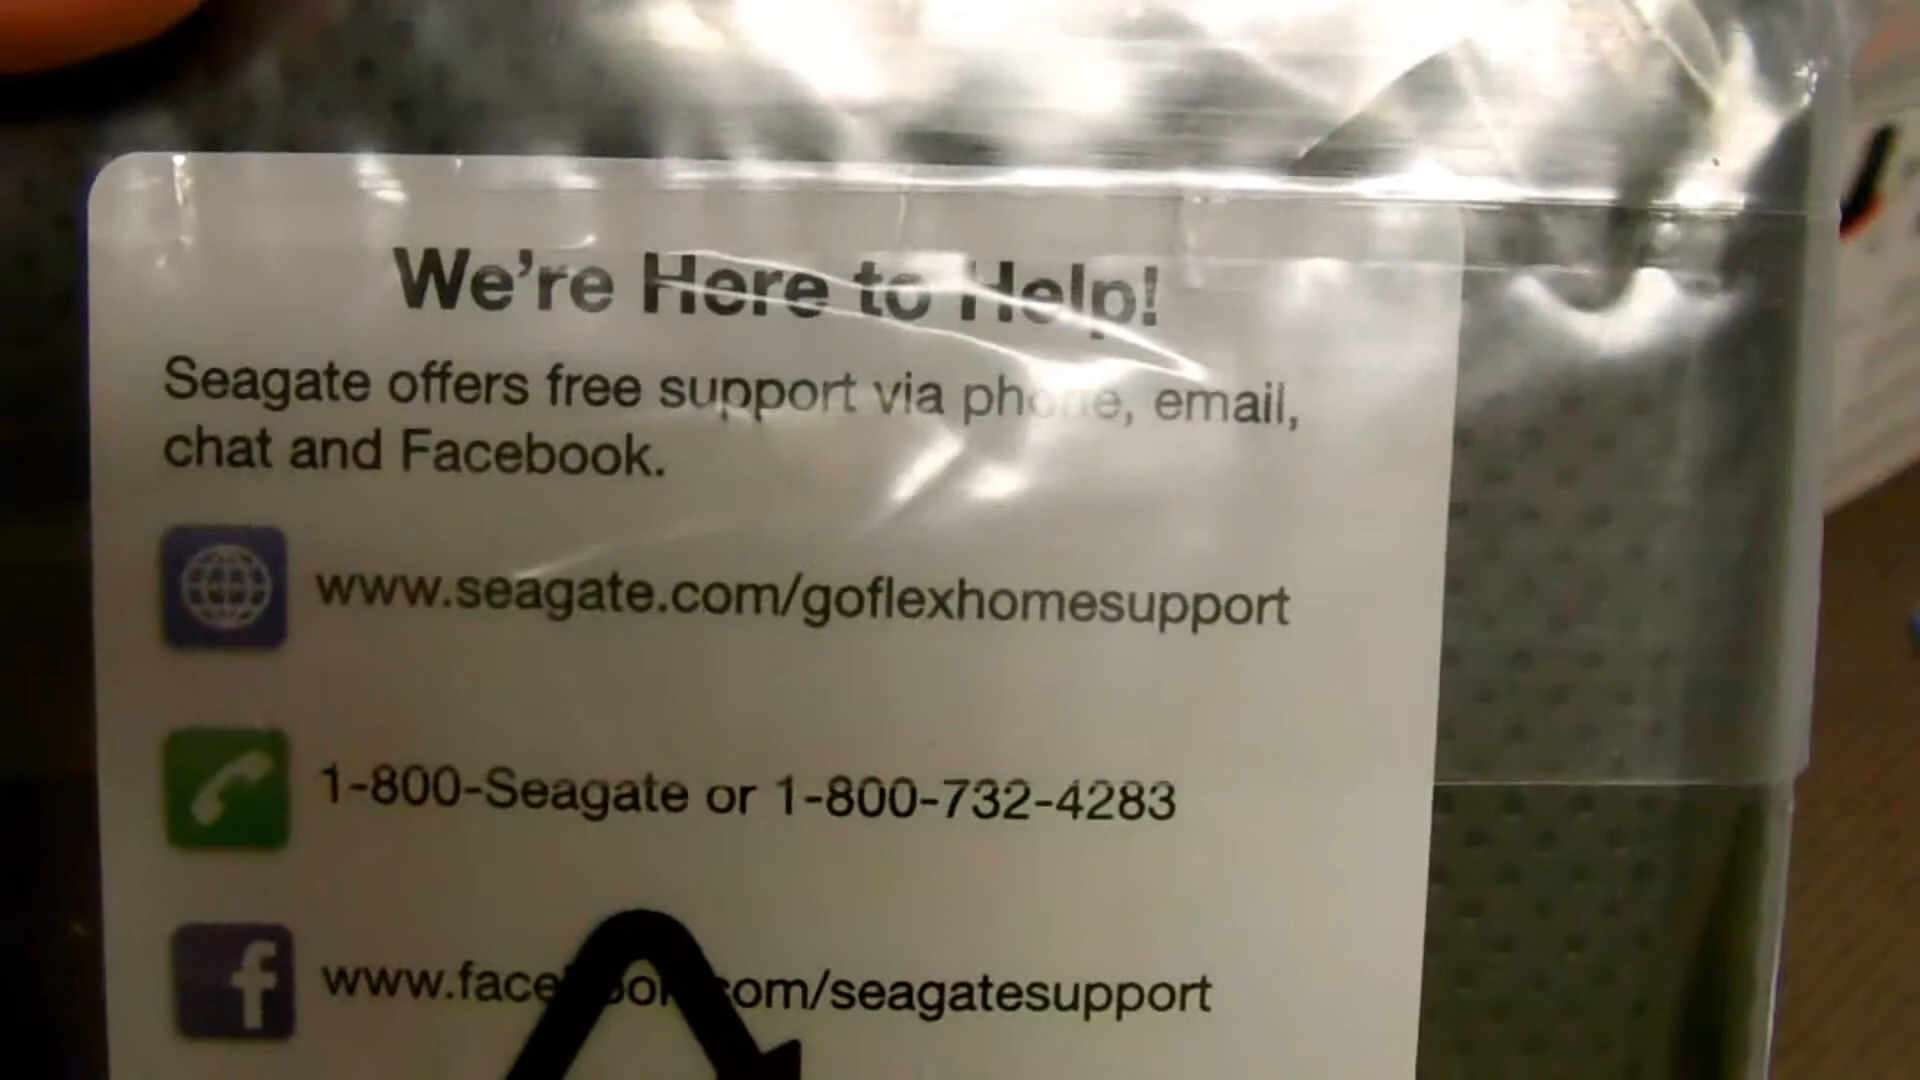 We're Here to Help!
Seagate offers free support via phone, email,
chat and Facebook.
www.seagate.com/goflexhomesupport
1-800-Seagate or 1-800-732-4283
www.facebook.com/seagatesupport